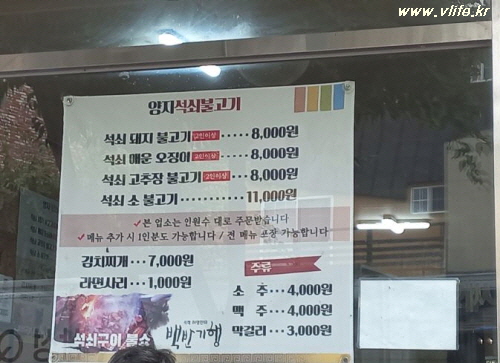 www.vlife.kr
양지석쇠불고기
석쇠 돼지 불고기 2인이상 ····· 8,000원
석쇠 매운 오징어 2인이상 ····· 8,000원
석쇠 고추장 불고기 2인이상 ···· 8,000원
석쇠 소 불고기 ············ 11,000원
✓본 업소는 인원수 대로 주문받습니다
✓메뉴 추가 시 1인분도 가능합니다 / 전 메뉴 포장 가능합니다
김치찌개 ···· 7,000원
라면사리 ···· 1,000원
주류
소 주 ···· 4,000원
맥 주 ···· 4,000원
막걸리 ··· 3,000원
석쇠구이 불쇼
백반기행